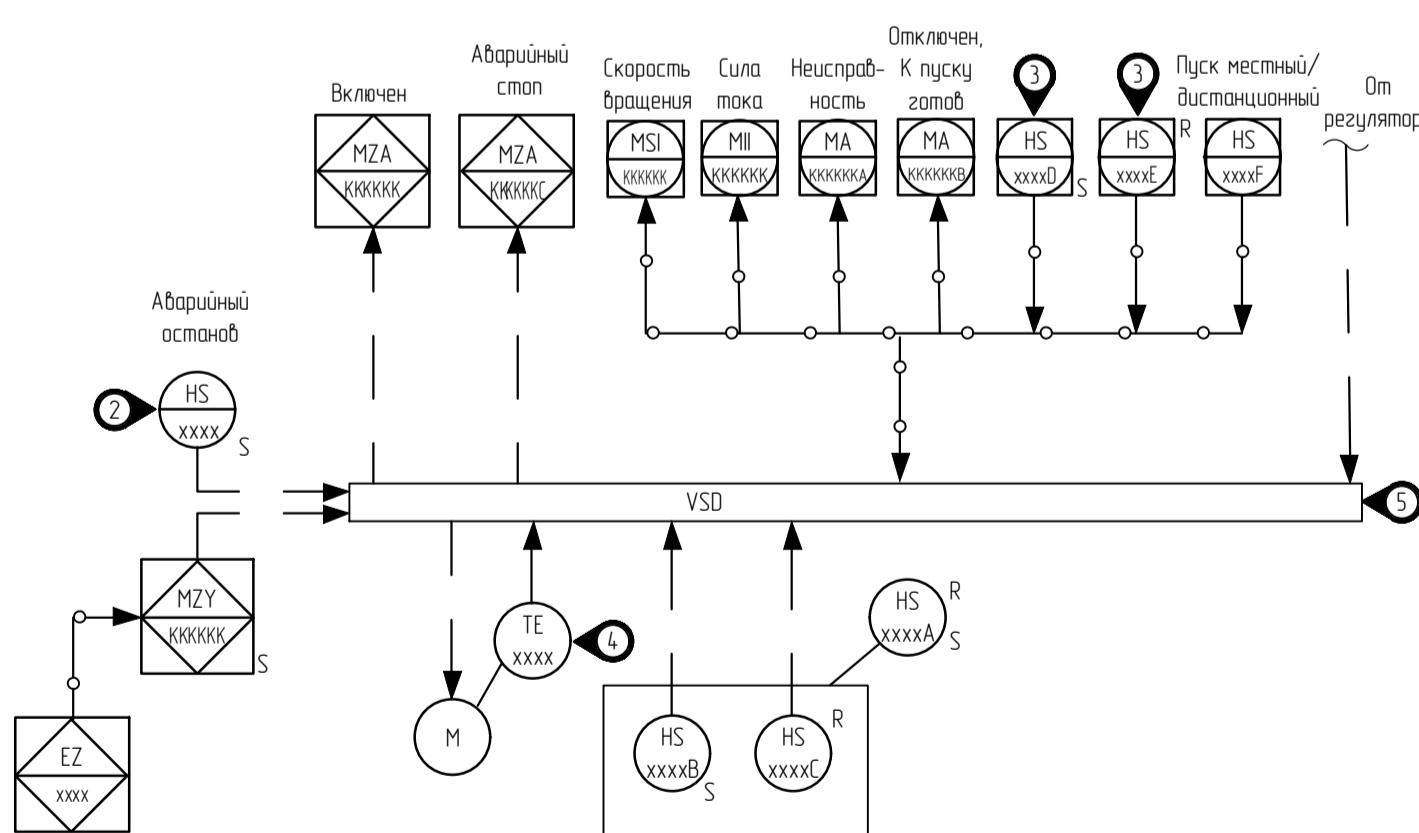 Отключен,
К пуску
готов
Аварийный
стоп
Скорость
вращения
Сила
тока
Неисправ-
ность
3
3
Пуск местный/
дистанционный
От
регулятор
Включен
MZA
KKKKKK
MZA
KKKKKKC
MSI
KKKKKK
MII
KKKKKK
MA
KKKKKKA
MA
KKKKKKB
HS
xxxxD
S
HS
xxxxE
R
HS
xxxxF
Аварийный
останов
2
HS
xxxx
S
VSD
5
MZY
KKKKKK
S
TE
xxxx
4
HS
xxxxA
R
S
M
HS
xxxxB
S
HS
xxxxC
R
EZ
xxxx